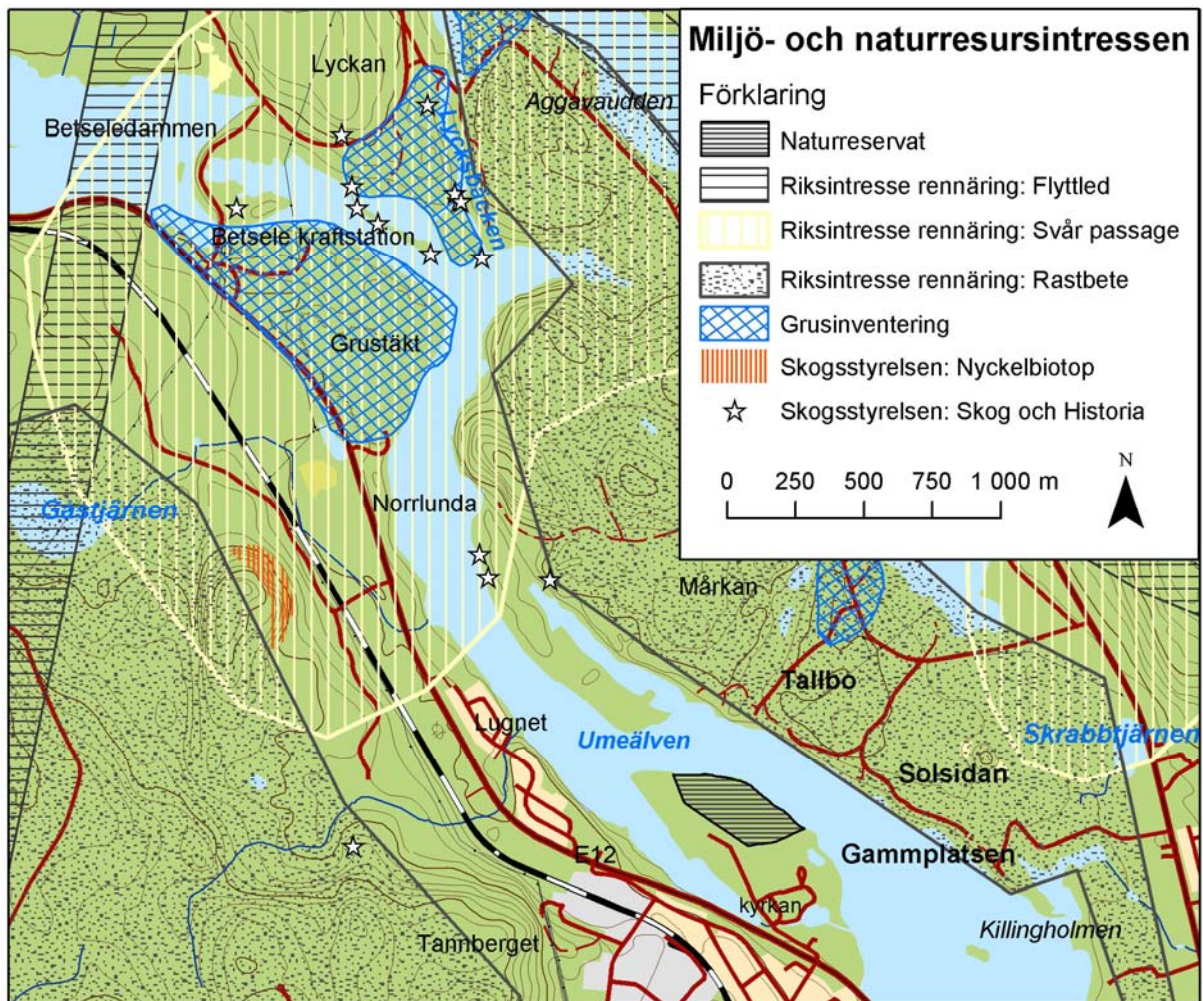 Miljö- och naturresursintressen
Förklaring
Naturreservat
Riksintresse rennäring: Flyttled
Riksintresse rennäring: Svår passage
Riksintresse rennäring: Rastbete
Grusinventering
Skogsstyrelsen: Nyckelbiotop
Skogsstyrelsen: Skog och Historia
0 250 500 750 1 000 m
N
Lyckan
Aggavaudden
Betseledammen
Lycksbäcken
Betsele kraftstation
Grustäkt
Norrlunda
Gastjärnen
Mårkan
Tallbo
Lugnet
Umeälven
Skrabbtjärnen
Solsidan
Gammplatsen
E12
kyrkan
Killingholmen
Tannberget